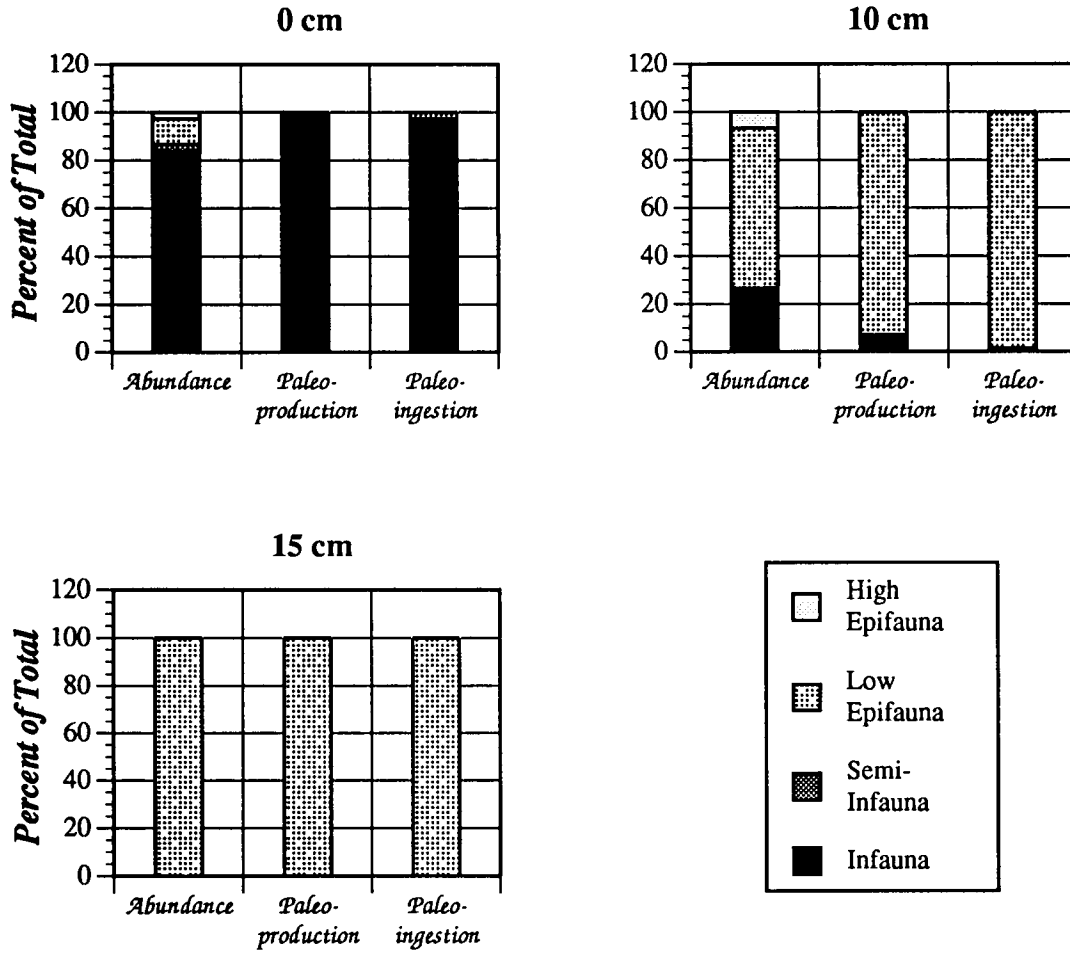 0 cm
Percent of Total
120
100
80
60
40
20
0
Abundance
Paleo-
production
Paleo-
ingestion
10 cm
120
100
80
60
40
20
0
Abundance
Paleo-
production
Paleo-
ingestion
15 cm
Percent of Total
120
100
80
60
40
20
0
Abundance
Paleo-
production
Paleo-
ingestion
High
Epifauna
Low
Epifauna
Semi-
Infauna
Infauna